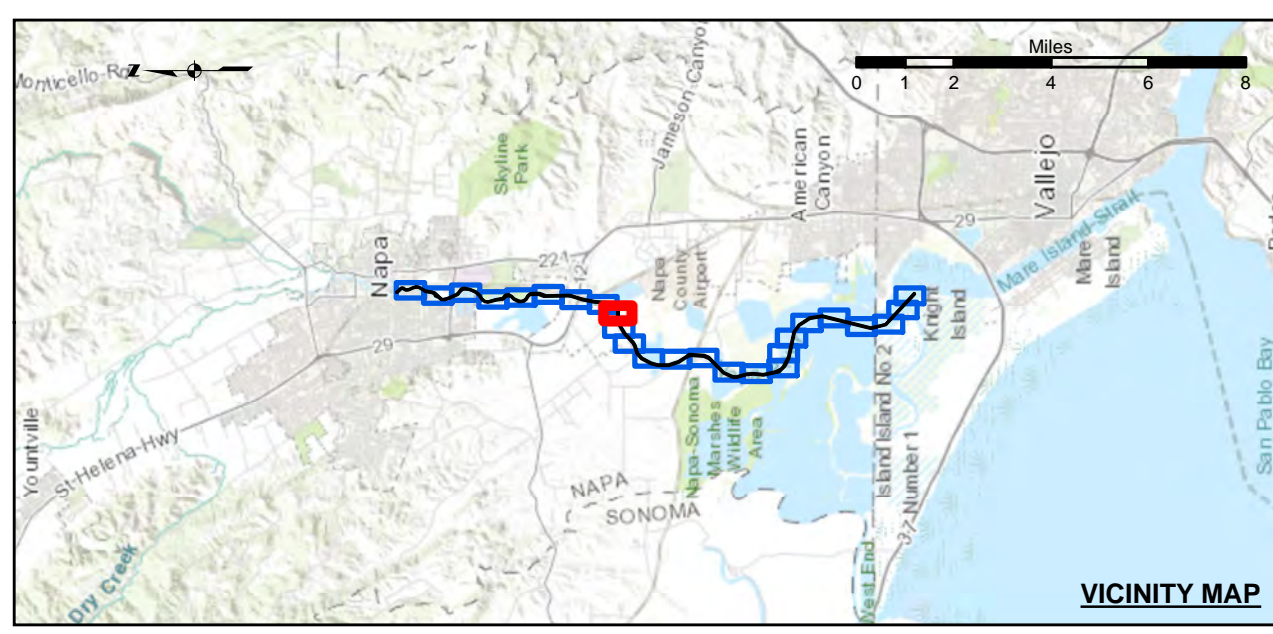 Monticello-Rd
Z
Miles
0 1 2 4 6 8
Jameson-Canyo
Skyline
Park
American
Canyon
Vallejo
29
Mare Island-Strait
Mare
Island
Napa
221
12
Napa
County
Airport
29
Knight
Island
Yountville
St-Helena-Hwy
Napa-Sonoma
Marshes
Wildlife
Area
Island Island No 2
37-Number 1
San Pablo Bay
NAPA
SONOMA
West End
Dry Creek
VICINITY MAP